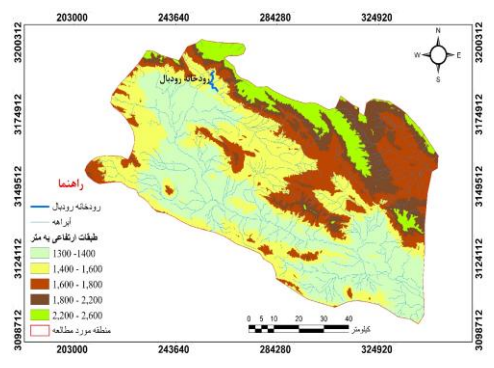 203000 243640 284280 324920
3200312
3174912
3149512
3124112
3098712
3200312
3174912
3149512
3124112
3098712
N
W E
S
رودخانه رودبال
راهنما
رودخانه رودبال
آبراهه
طبقات ارتفاعی به متر
1300 -1400
1,400 - 1,600
1,600 - 1,800
1,800 - 2,200
2,200 - 2,600
منطقه مورد مطالعه
0 5 10 20 30 40
کیلومتر
203000 243640 284280 324920